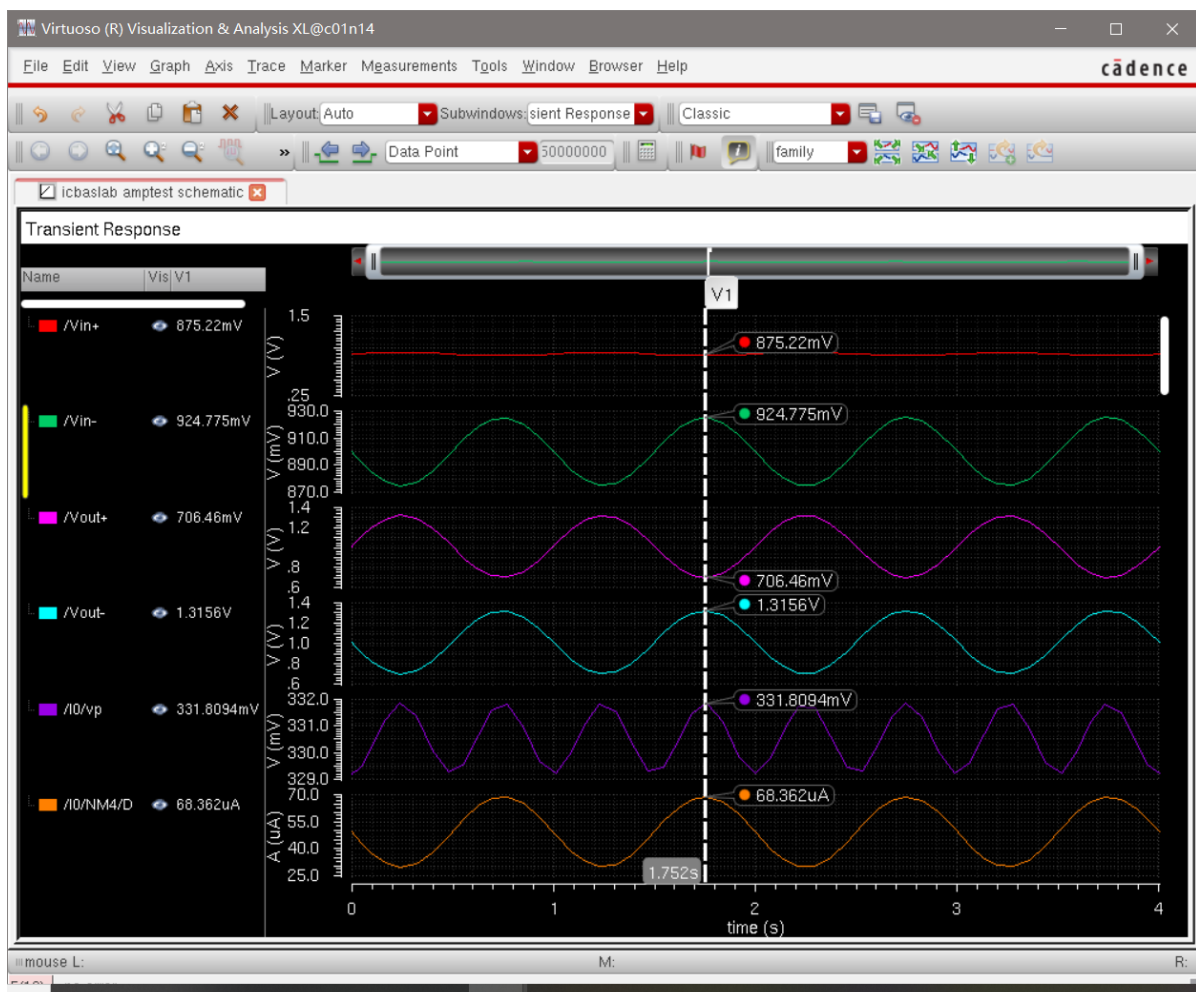 Virtuoso (R) Visualization & Analysis XL@c01n14
File Edit View Graph Axis Trace Marker Measurements Tools Window Browser Help cādence
Layout: Auto Subwindows: sient Response Classic
» Data Point 50000000 family
icbaslab amptest schematic
Transient Response
Name Vis V1
V1
/Vin+ 875.22mV
1.5
V (V)
.25
875.22mV
/Vin- 924.775mV
930.0
910.0
890.0
870.0
V (mV)
924.775mV
/Vout+ 706.46mV
1.4
1.2
.8
.6
V (V)
706.46mV
/Vout- 1.3156V
1.4
1.2
1.0
.8
.6
V (V)
1.3156V
/I0/vp 331.8094mV
332.0
331.0
330.0
329.0
V (mV)
331.8094mV
/I0/NM4/D 68.362uA
70.0
55.0
40.0
25.0
A (uA)
68.362uA
1.752s
0 1 2 3 4
time (s)
mouse L: M: R: